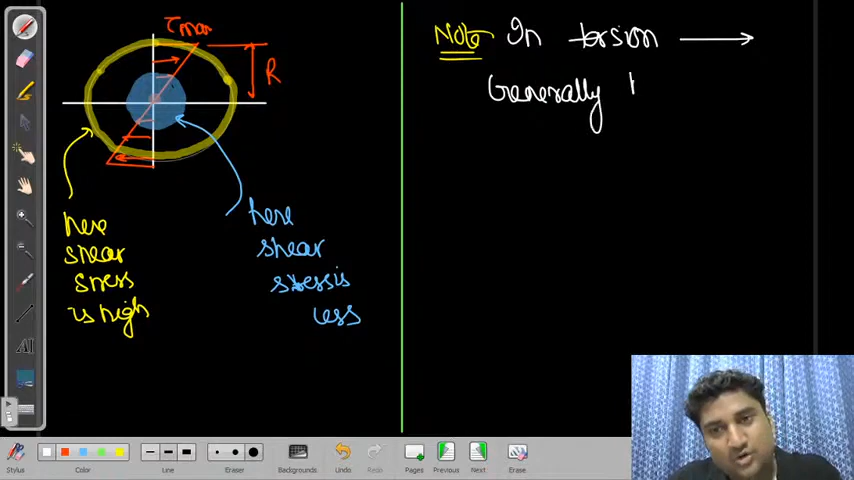 τmax
R
here
shear
stress
is high
here
shear
stress is
less
Note In torsion
Generally
Stylus
Color
Line
Eraser
Backgrounds
Undo
Redo
Pages
Previous
Next
Erase